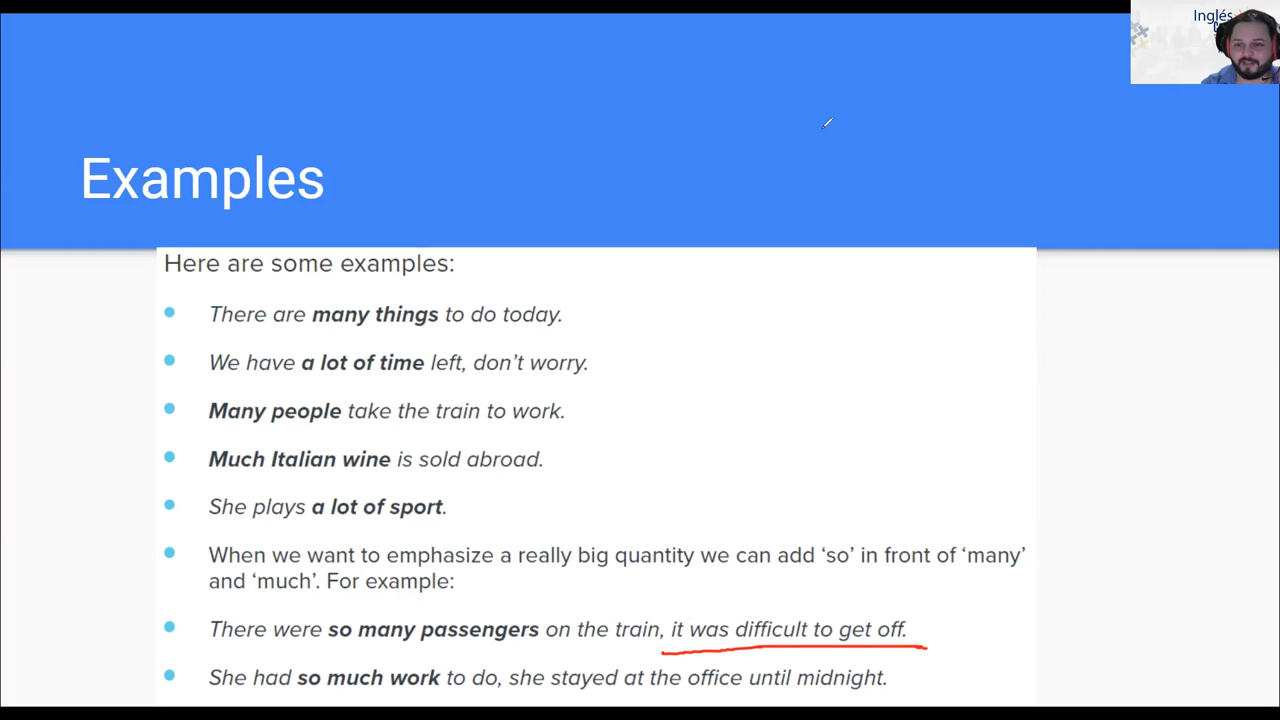 Inglés
Examples
Here are some examples:
There are many things to do today.
We have a lot of time left, don’t worry.
Many people take the train to work.
Much Italian wine is sold abroad.
She plays a lot of sport.
When we want to emphasize a really big quantity we can add ‘so’ in front of ‘many’
and ‘much’. For example:
There were so many passengers on the train, it was difficult to get off.
She had so much work to do, she stayed at the office until midnight.